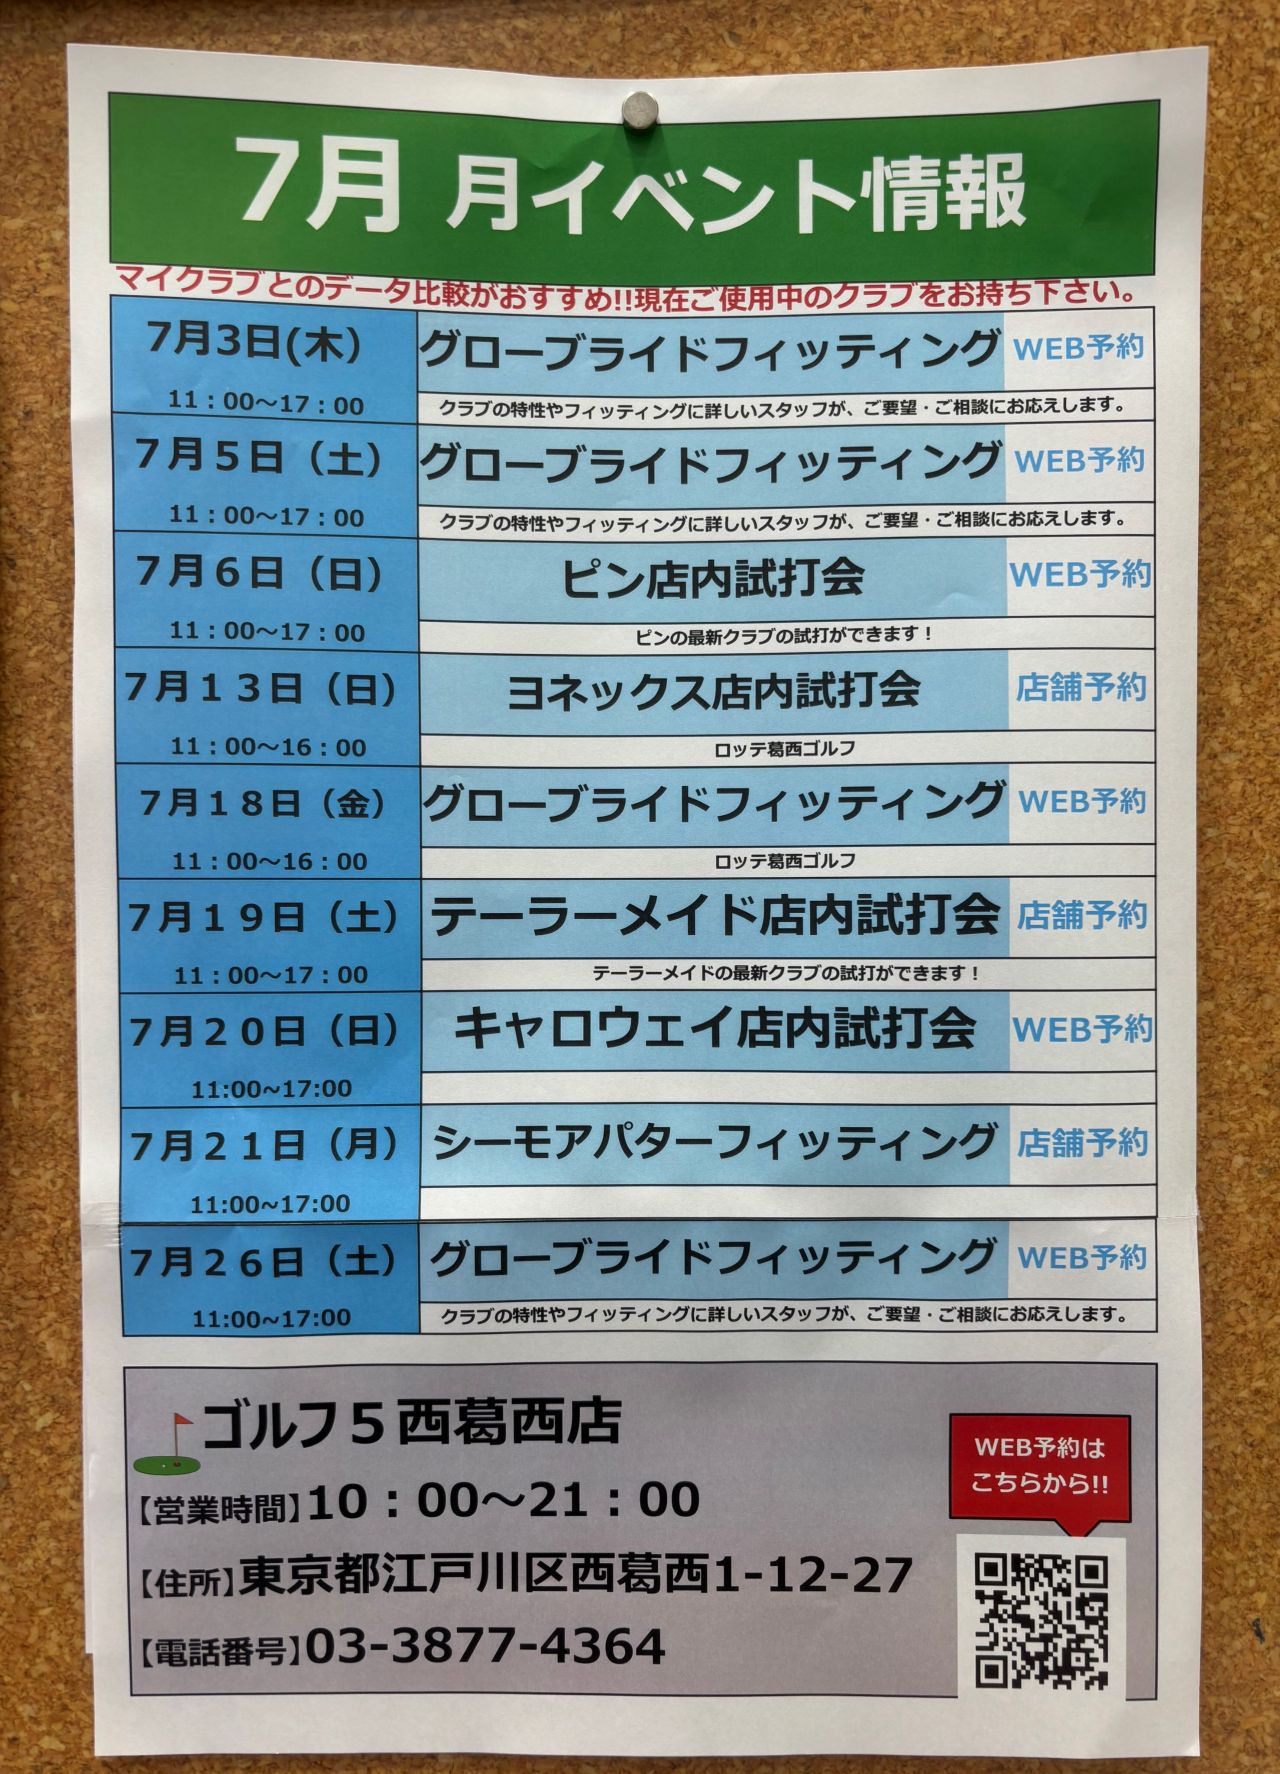 7月 月イベント情報
マイクラブとのデータ比較がおすすめ!!現在ご使用中のクラブをお持ち下さい。
7月3日(木) グローブライドフィッティング WEB予約
11：00～17：00 クラブの特性やフィッティングに詳しいスタッフが、ご要望・ご相談にお応えします。
7月5日（土） グローブライドフィッティング WEB予約
11：00～17：00 クラブの特性やフィッティングに詳しいスタッフが、ご要望・ご相談にお応えします。
7月6日（日） ピン店内試打会 WEB予約
11：00～17：00 ピンの最新クラブの試打ができます！
7月13日（日） ヨネックス店内試打会 店舗予約
11：00～16：00 ロッテ葛西ゴルフ
7月18日（金） グローブライドフィッティング WEB予約
11：00～16：00 ロッテ葛西ゴルフ
7月19日（土） テーラーメイド店内試打会 店舗予約
11：00～17：00 テーラーメイドの最新クラブの試打ができます！
7月20日（日） キャロウェイ店内試打会 WEB予約
11:00~17:00
7月21日（月） シーモアパターフィッティング 店舗予約
11:00~17:00
7月26日（土） グローブライドフィッティング WEB予約
11:00~17:00 クラブの特性やフィッティングに詳しいスタッフが、ご要望・ご相談にお応えします。
ゴルフ５西葛西店
【営業時間】10：00～21：00
【住所】東京都江戸川区西葛西1-12-27
【電話番号】03-3877-4364
WEB予約は
こちらから!!